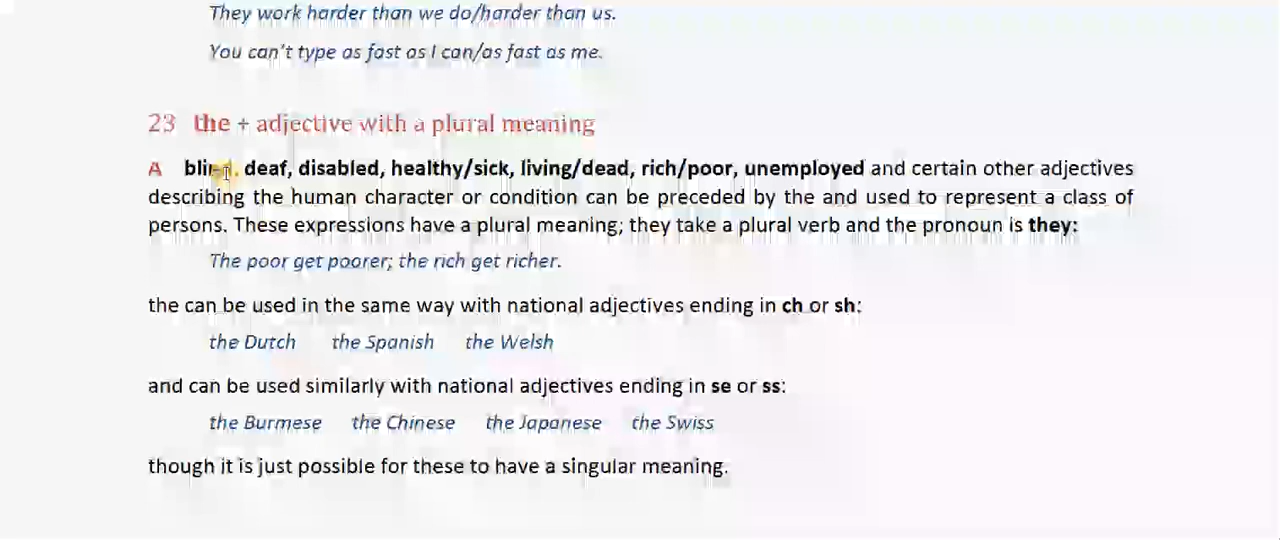 They work harder than we do/harder than us.
You can't type as fast as I can/as fast as me.
23 the + adjective with a plural meaning
A blind, deaf, disabled, healthy/sick, living/dead, rich/poor, unemployed and certain other adjectives
describing the human character or condition can be preceded by the and used to represent a class of
persons. These expressions have a plural meaning; they take a plural verb and the pronoun is they:
The poor get poorer; the rich get richer.
the can be used in the same way with national adjectives ending in ch or sh:
the Dutch the Spanish the Welsh
and can be used similarly with national adjectives ending in se or ss:
the Burmese the Chinese the Japanese the Swiss
though it is just possible for these to have a singular meaning.